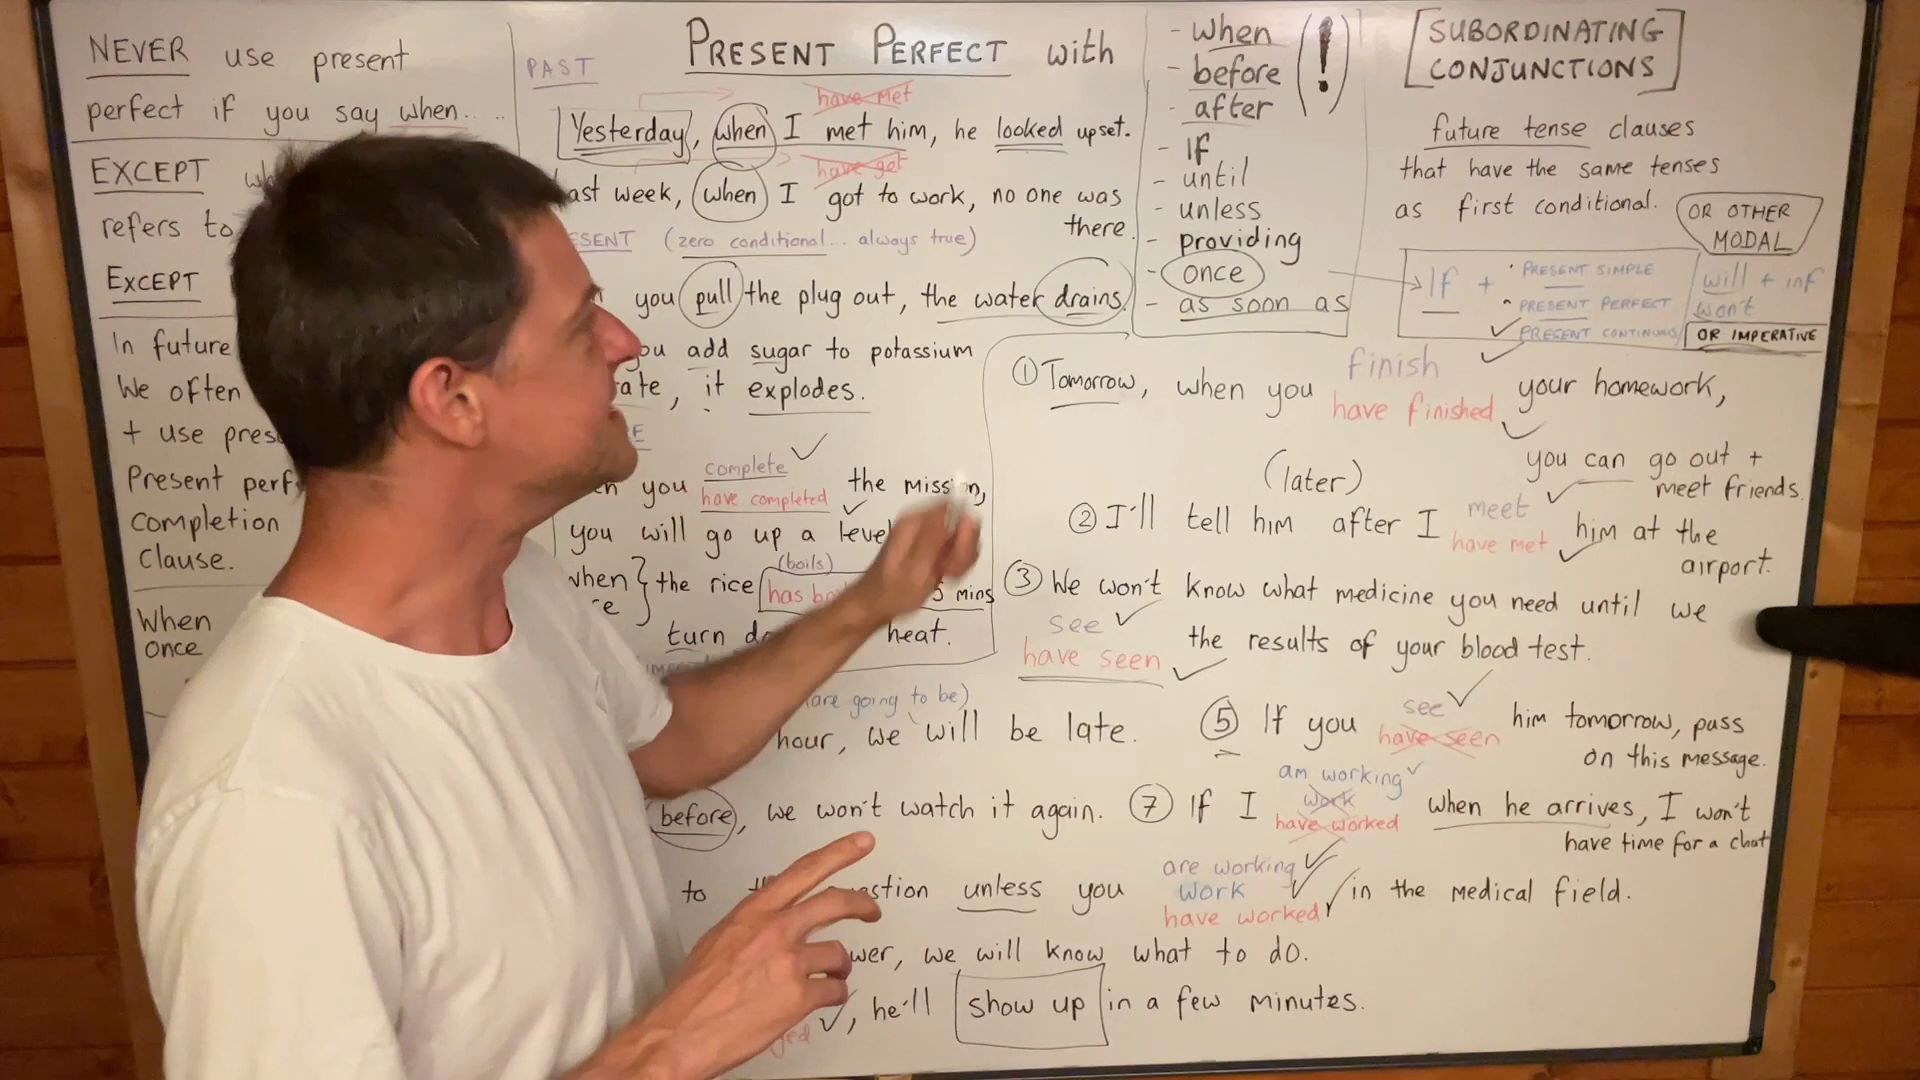 NEVER use present
perfect if you say when....
EXCEPT
refers to
EXCEPT
In future
We often
+ use
Present
completion
clause.
When
once
PRESENT PERFECT with
PAST
have met
Yesterday, when I met him, he looked upset.
have got
last week, when I got to work, no one was
there.
(zero conditional... always true)
you pull the plug out, the water drains.
you add sugar to potassium
it explodes.
complete
you have completed the
you will go up a level
(boils)
when } the rice has 5 mins
turn heat.
(are going to be)
hour, we will be late.
before, we won't watch it again.
to unless you
are working
work
have worked
in the medical field.
we will know what to do.
he'll show up in a few minutes.
- when
- before
- after
(!)
- If
- until
- unless
- providing
- once
- as soon as
[SUBORDINATING
CONJUNCTIONS]
future tense clauses
that have the same tenses
as first conditional.
OR OTHER
MODAL
If +
• PRESENT SIMPLE
• PRESENT PERFECT
PRESENT CONTINUOUS
will + inf
won't
OR IMPERATIVE
① Tomorrow, when you finish your homework,
have finished
you can go out +
meet friends.
(later)
② I'll tell him after I meet him at the
have met
airport.
③ We won't know what medicine you need until we
see
have seen
the results of your blood test.
⑤ If you see him tomorrow, pass
have seen
on this message.
am working
⑦ If I work when he arrives, I won't
have worked
have time for a chat